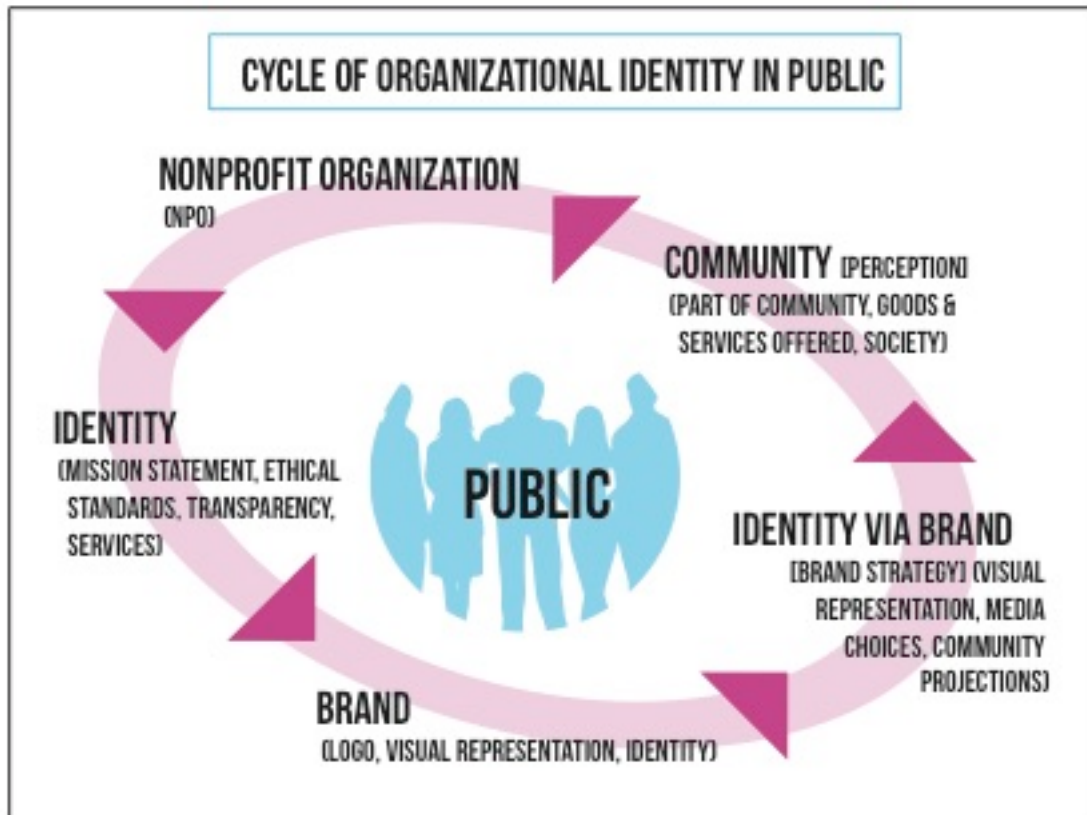 CYCLE OF ORGANIZATIONAL IDENTITY IN PUBLIC
NONPROFIT ORGANIZATION
(NPO)
COMMUNITY [PERCEPTION]
(PART OF COMMUNITY, GOODS &
SERVICES OFFERED, SOCIETY)
IDENTITY
(MISSION STATEMENT, ETHICAL
STANDARDS, TRANSPARENCY,
SERVICES)
PUBLIC
IDENTITY VIA BRAND
[BRAND STRATEGY] (VISUAL
REPRESENTATION, MEDIA
CHOICES, COMMUNITY
PROJECTIONS)
BRAND
(LOGO, VISUAL REPRESENTATION, IDENTITY)